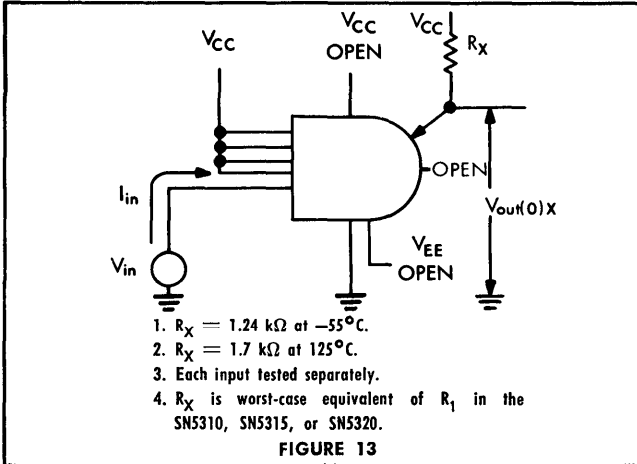 VCC
VCC
OPEN
VCC
RX
OPEN
Iin
Vout(0)X
Vin
VEE
OPEN
1. RX = 1.24 kΩ at −55°C.
2. RX = 1.7 kΩ at 125°C.
3. Each input tested separately.
4. RX is worst-case equivalent of R1 in the
SN5310, SN5315, or SN5320.
FIGURE 13